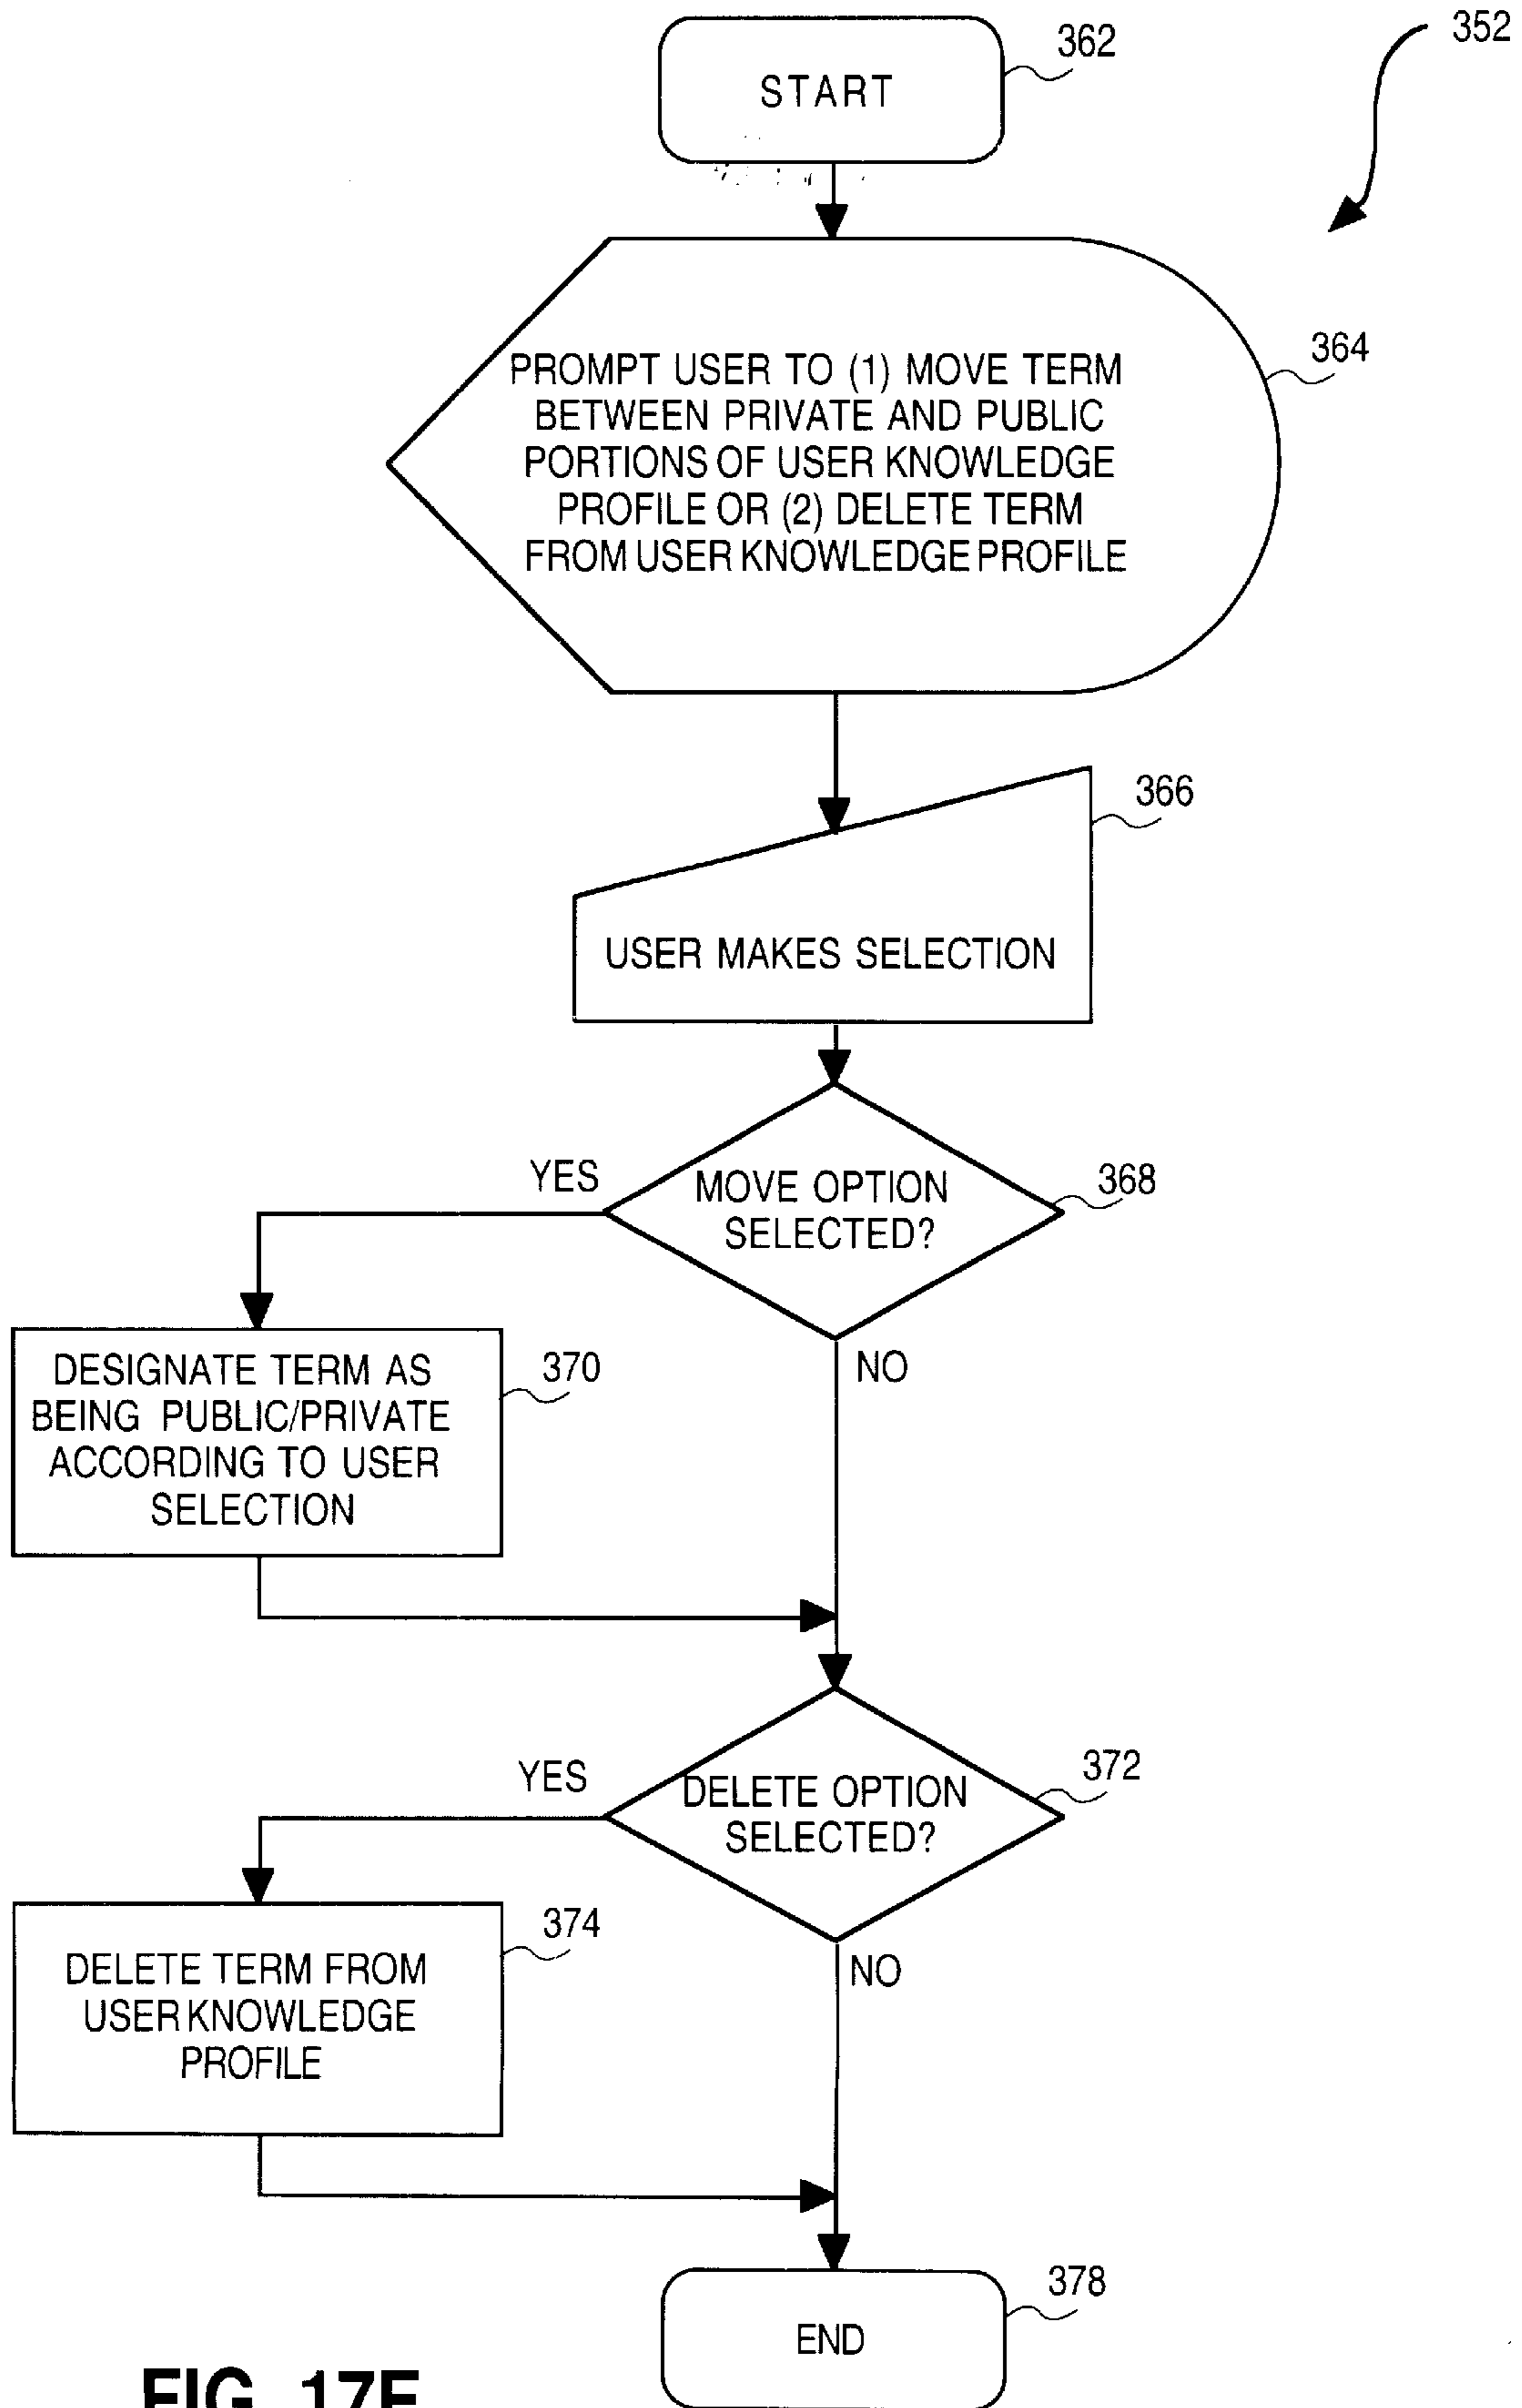 352
362
START
364
PROMPT USER TO (1) MOVE TERM
BETWEEN PRIVATE AND PUBLIC
PORTIONS OF USER KNOWLEDGE
PROFILE OR (2) DELETE TERM
FROM USER KNOWLEDGE PROFILE
366
USER MAKES SELECTION
368
YES
MOVE OPTION
SELECTED?
NO
370
DESIGNATE TERM AS
BEING PUBLIC/PRIVATE
ACCORDING TO USER
SELECTION
372
YES
DELETE OPTION
SELECTED?
NO
374
DELETE TERM FROM
USER KNOWLEDGE
PROFILE
378
END